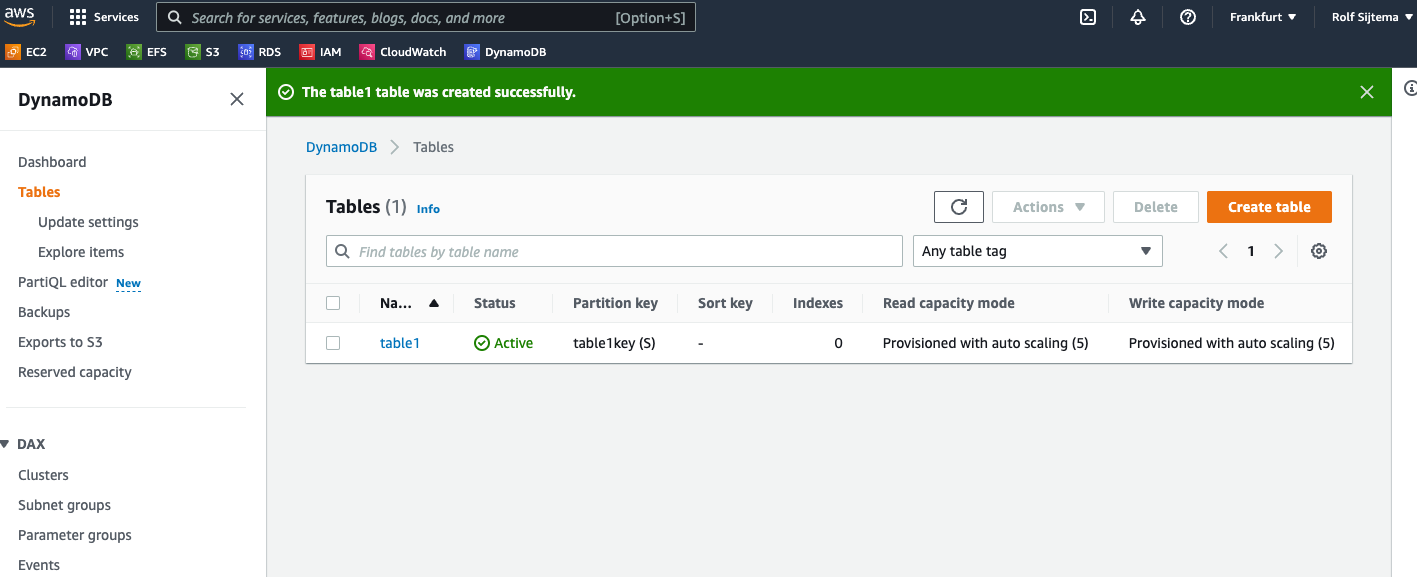 aws
Services
Search for services, features, blogs, docs, and more [Option+S]
Frankfurt
Rolf Sijtema
EC2 VPC EFS S3 RDS IAM CloudWatch DynamoDB
DynamoDB
Dashboard
Tables
Update settings
Explore items
PartiQL editor New
Backups
Exports to S3
Reserved capacity
DAX
Clusters
Subnet groups
Parameter groups
Events
The table1 table was created successfully.
DynamoDB Tables
Tables (1) Info
Actions Delete Create table
Find tables by table name Any table tag 1
Na... Status Partition key Sort key Indexes Read capacity mode Write capacity mode
table1 Active table1key (S) - 0 Provisioned with auto scaling (5) Provisioned with auto scaling (5)